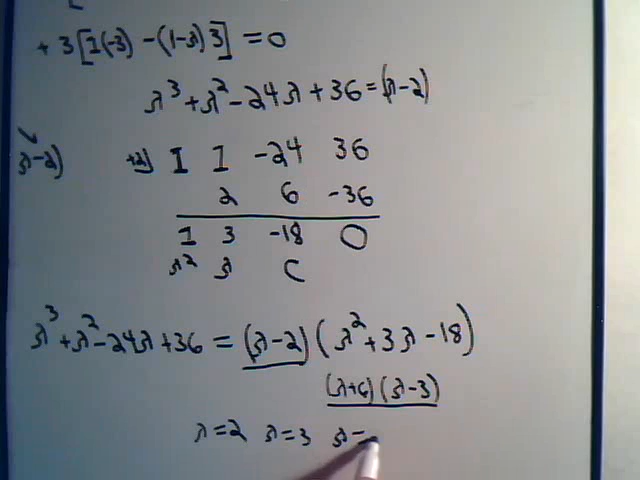 + 3[1(-3) - (1-λ)3] = 0
λ³ + λ² - 24λ + 36 = (λ-2)
λ-2) +2) 1 1 -24 36
2 6 -36
1 3 -18 0
λ² λ C
λ³ + λ² - 24λ + 36 = (λ-2)(λ² + 3λ - 18)
(λ+6)(λ-3)
λ=2 λ=3 λ=